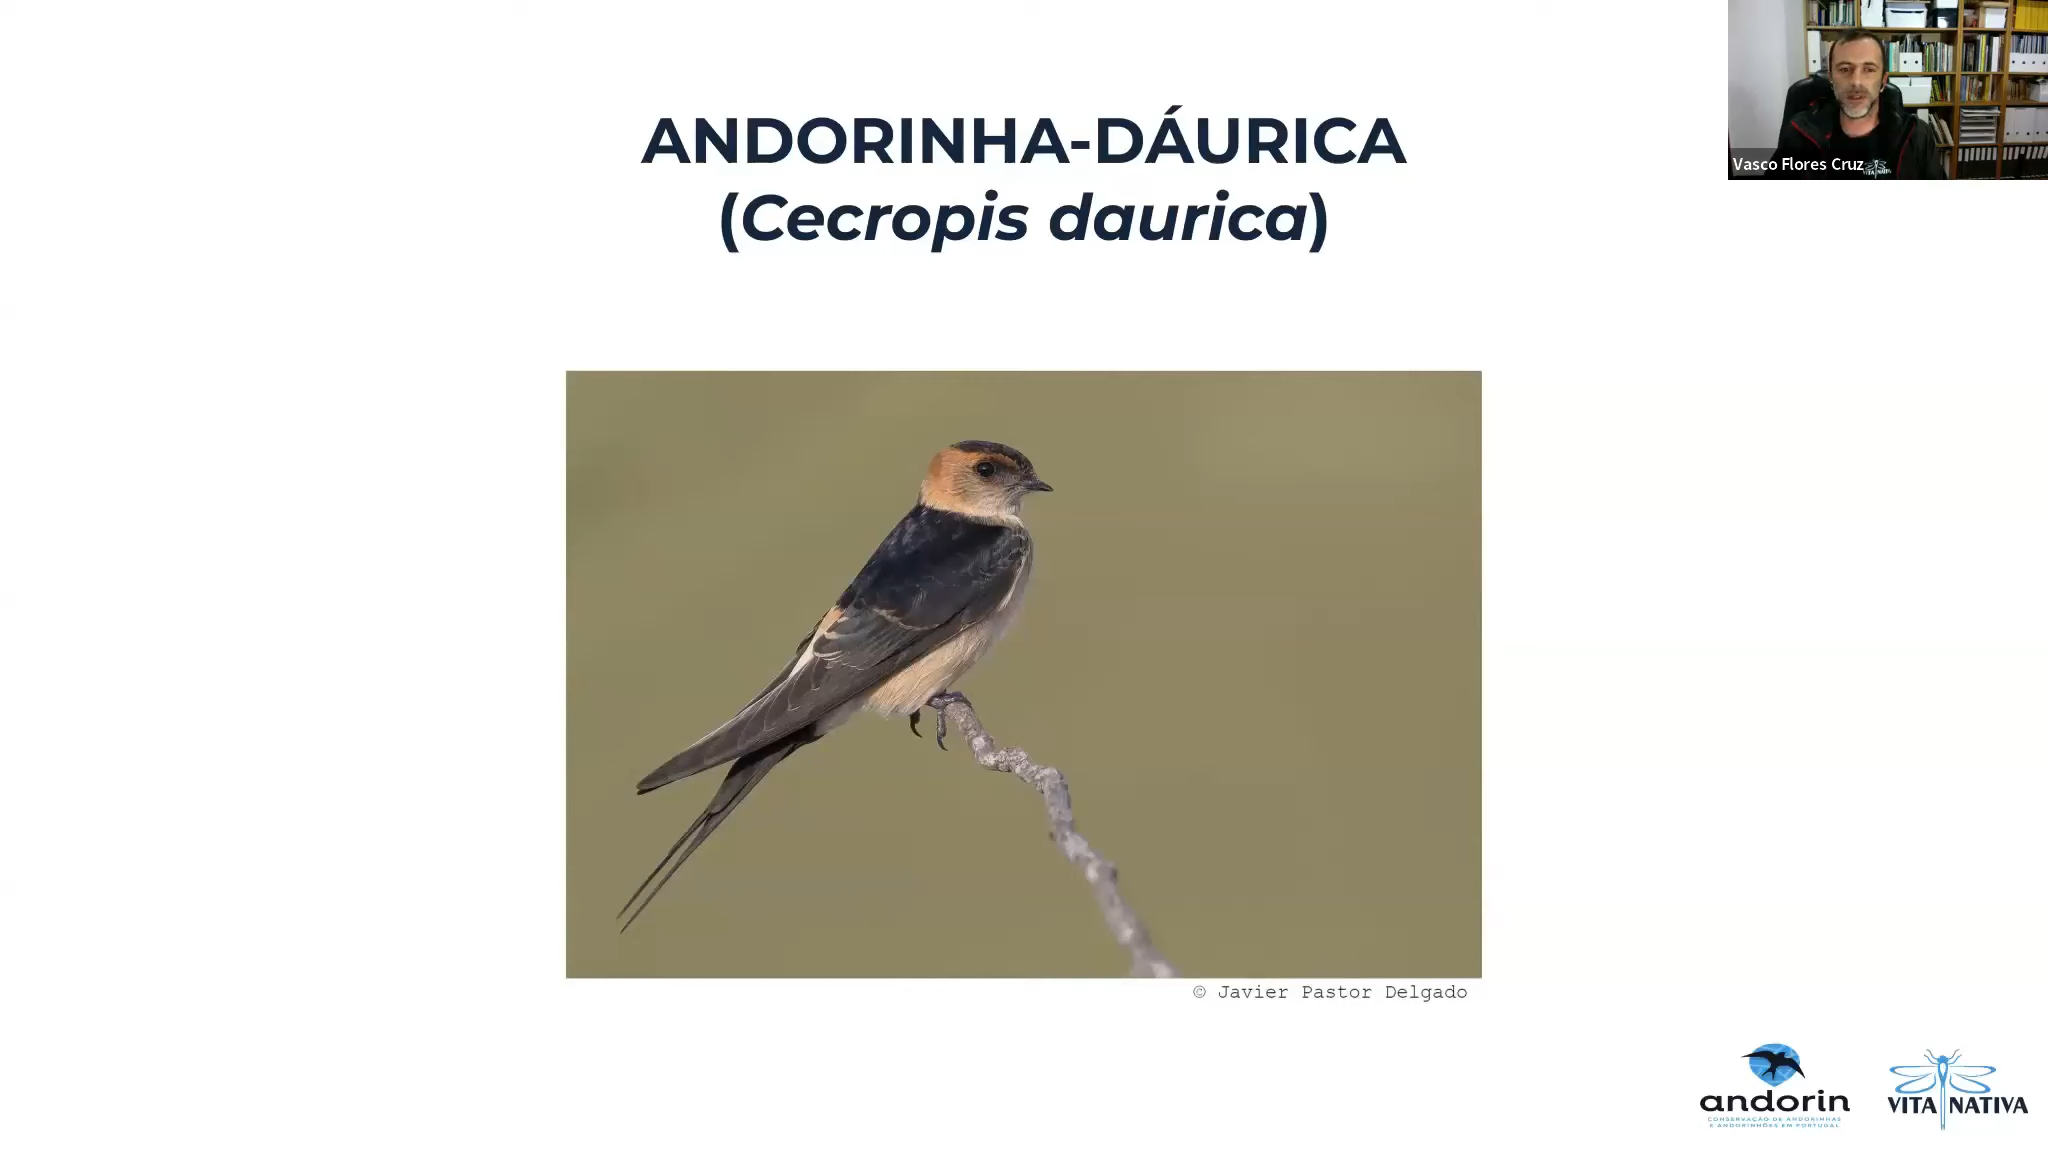 ANDORINHA-DÁURICA
(Cecropis daurica)
Vasco Flores Cruz
© Javier Pastor Delgado
andorin
CONSERVAÇÃO DE ANDORINHAS
E ANDORINHÕES EM PORTUGAL
VITA NATIVA